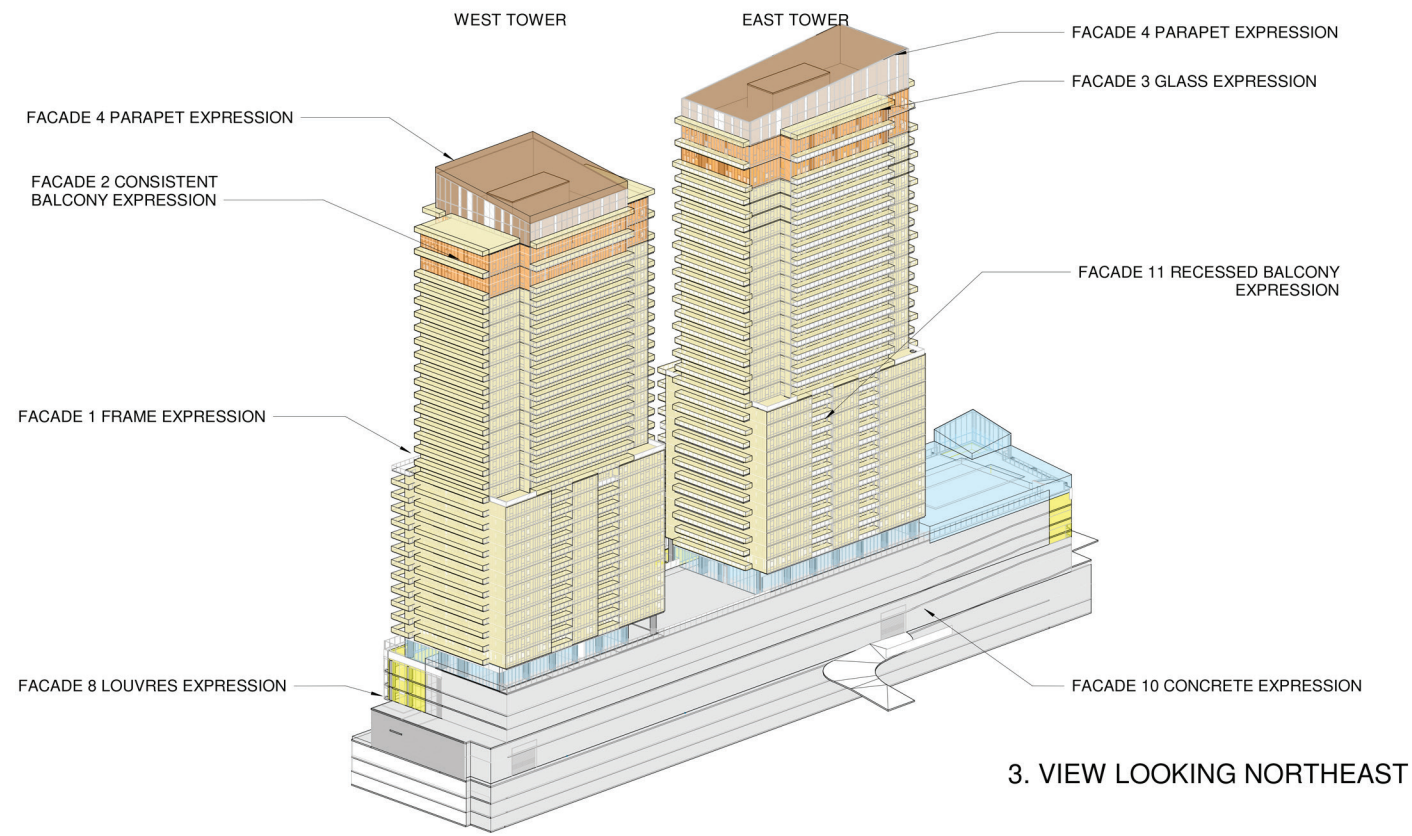 WEST TOWER
EAST TOWER
FACADE 4 PARAPET EXPRESSION
FACADE 3 GLASS EXPRESSION
FACADE 4 PARAPET EXPRESSION
FACADE 2 CONSISTENT
BALCONY EXPRESSION
FACADE 11 RECESSED BALCONY
EXPRESSION
FACADE 1 FRAME EXPRESSION
FACADE 8 LOUVRES EXPRESSION
FACADE 10 CONCRETE EXPRESSION
3. VIEW LOOKING NORTHEAST